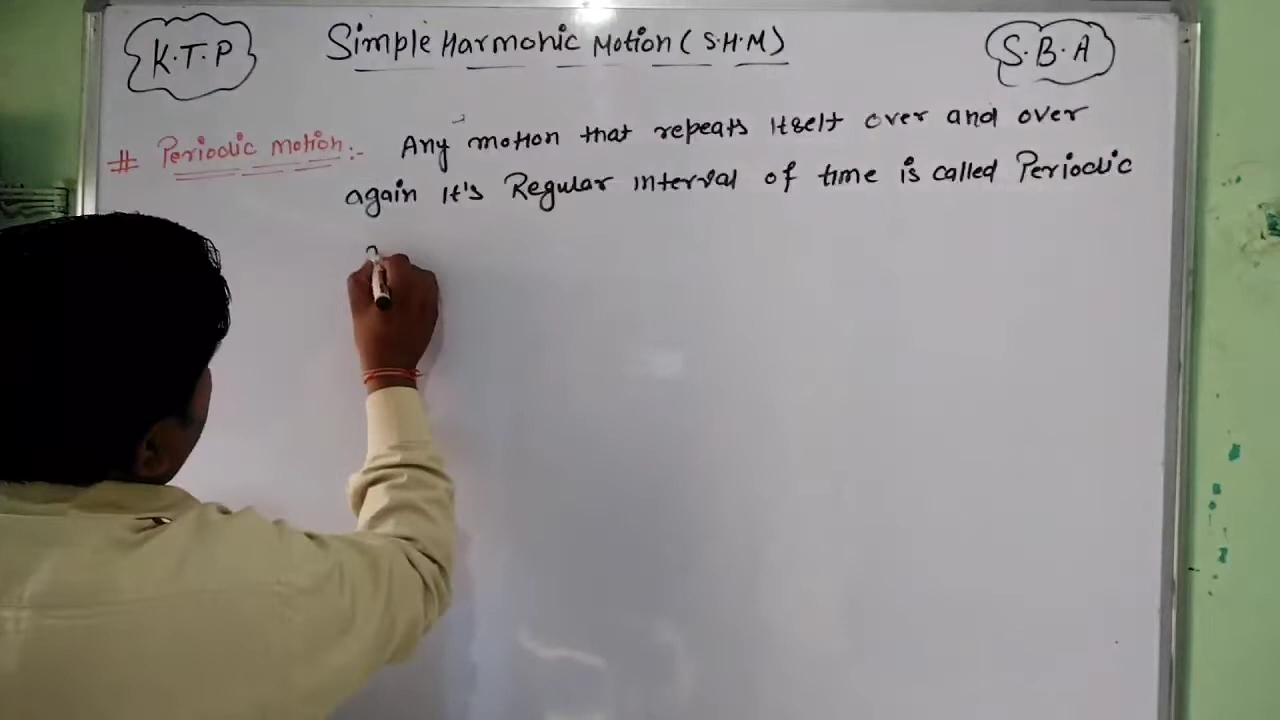 K.T.P
Simple Harmonic Motion (S.H.M)
S.B.A
# Periodic motion:- Any motion that repeats itself over and over
again it's Regular interval of time is called Periodic